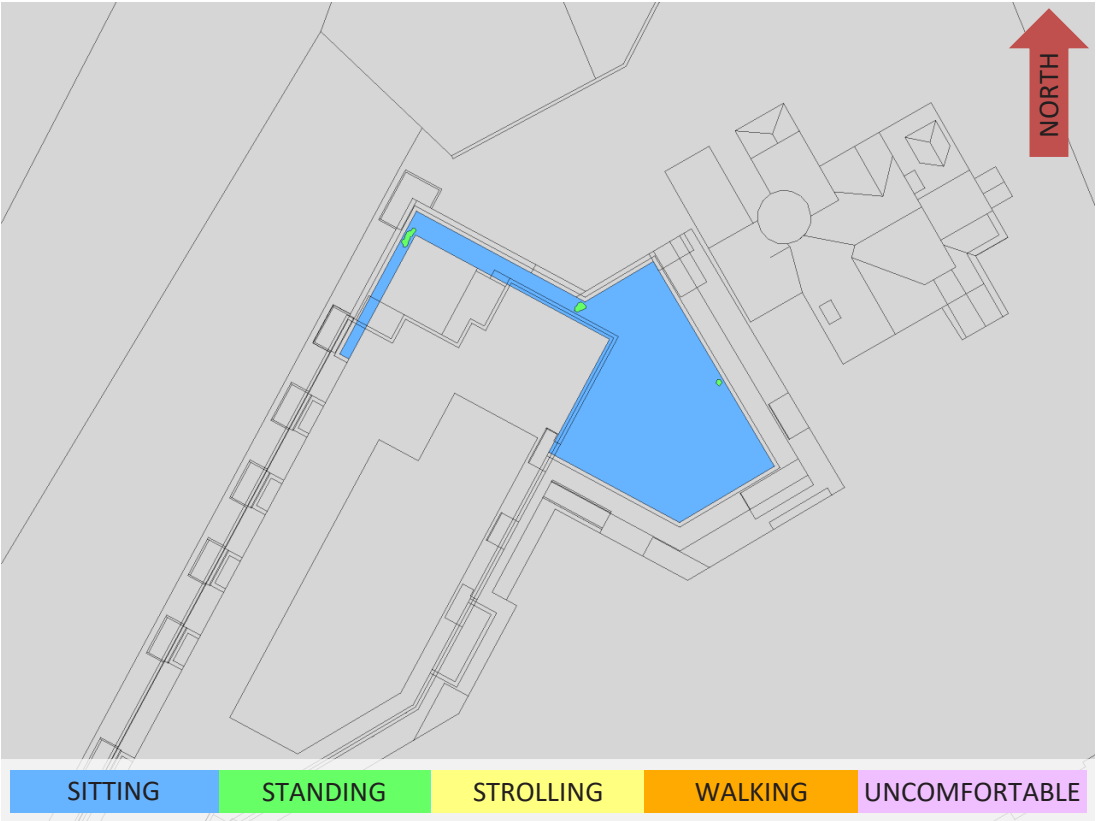 NORTH
SITTING
STANDING
STROLLING
WALKING
UNCOMFORTABLE